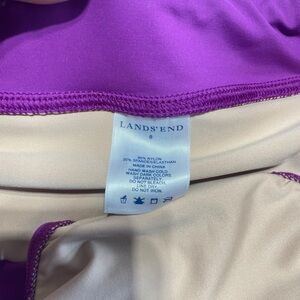 LANDS' END
8
80% NYLON
20% SPANDEX/ELASTHAN
MADE IN CHINA
HAND WASH COLD
WASH DARK COLORS
SEPARATELY
DO NOT BLEACH.
LINE DRY.
DO NOT IRON.